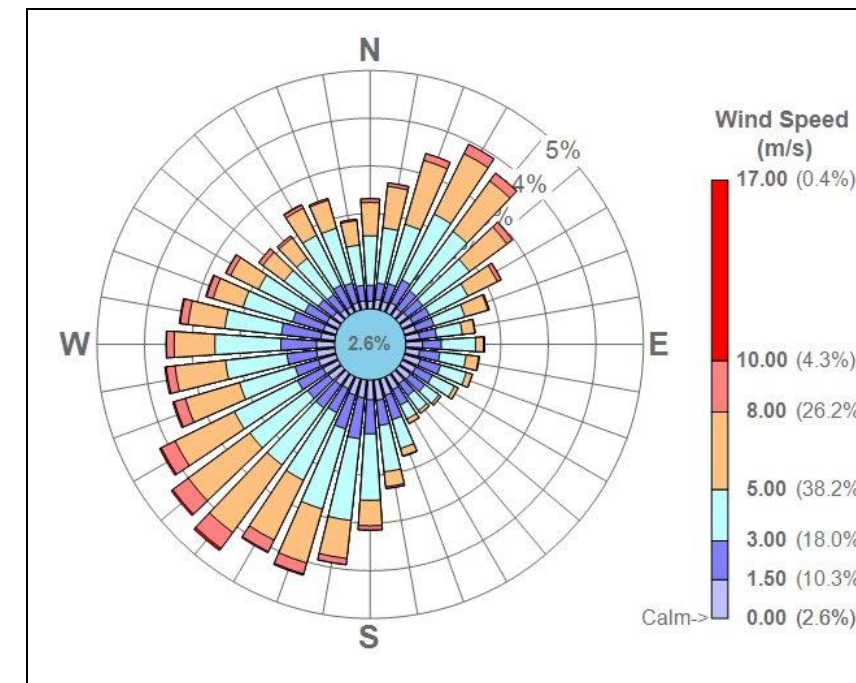 N
5%
4%
%
W
2.6%
E
S
Wind Speed
(m/s)
17.00 (0.4%)
10.00 (4.3%)
8.00 (26.2%
5.00 (38.2%
3.00 (18.0%
1.50 (10.3%
Calm-> 0.00 (2.6%)